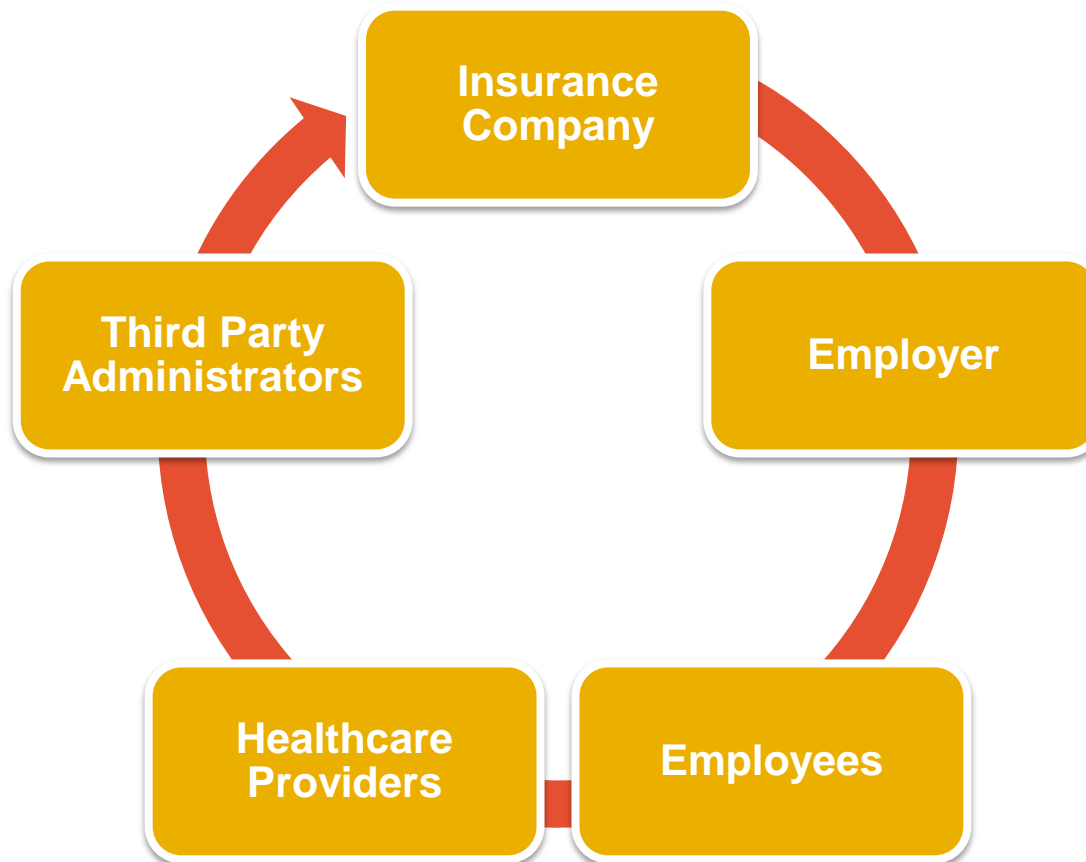 Insurance
Company
Employer
Employees
Healthcare
Providers
Third Party
Administrators